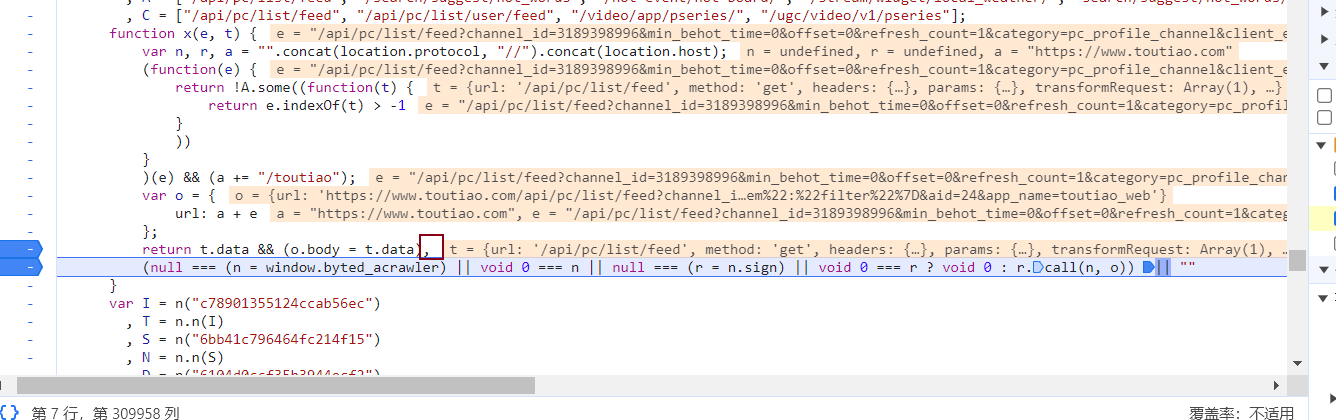 , C = ["/api/pc/list/feed", "/api/pc/list/user/feed", "/video/app/pseries/", "/ugc/video/v1/pseries"];
function x(e, t) { e = "/api/pc/list/feed?channel_id=3189398996&min_behot_time=0&offset=0&refresh_count=1&category=pc_profile_channel&client_e
var n, r, a = "".concat(location.protocol, "//").concat(location.host); n = undefined, r = undefined, a = "https://www.toutiao.com"
(function(e) { e = "/api/pc/list/feed?channel_id=3189398996&min_behot_time=0&offset=0&refresh_count=1&category=pc_profile_channel&client_e
return !A.some((function(t) { t = {url: '/api/pc/list/feed', method: 'get', headers: {…}, params: {…}, transformRequest: Array(1), …}
return e.indexOf(t) > -1 e = "/api/pc/list/feed?channel_id=3189398996&min_behot_time=0&offset=0&refresh_count=1&category=pc_profile
}
))
}
)(e) && (a += "/toutiao"); e = "/api/pc/list/feed?channel_id=3189398996&min_behot_time=0&offset=0&refresh_count=1&category=pc_profile_chann
var o = { o = {url: 'https://www.toutiao.com/api/pc/list/feed?channel_i…em%22:%22filter%22%7D&aid=24&app_name=toutiao_web'}
url: a + e a = "https://www.toutiao.com", e = "/api/pc/list/feed?channel_id=3189398996&min_behot_time=0&offset=0&refresh_count=1&categ
};
return t.data && (o.body = t.data), t = {url: '/api/pc/list/feed', method: 'get', headers: {…}, params: {…}, transformRequest: Array(1), …
(null === (n = window.byted_acrawler) || void 0 === n || null === (r = n.sign) || void 0 === r ? void 0 : r.call(n, o)) || ""
}
var I = n("c78901355124ccab56ec")
, T = n.n(I)
, S = n("6bb41c796464fc214f15")
, N = n.n(S)
{} 第 7 行，第 309958 列
覆盖率：不适用